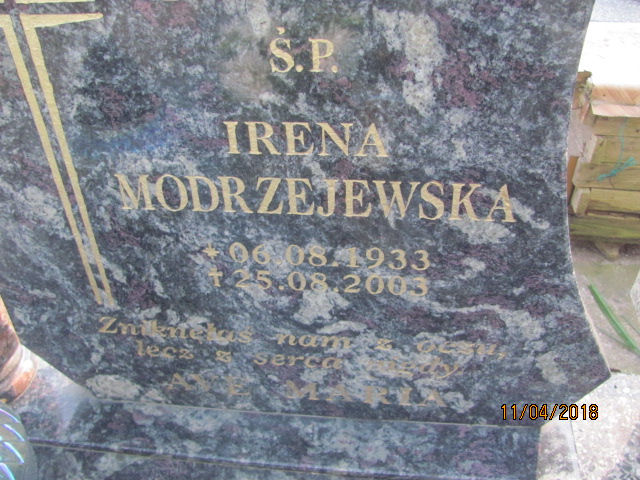 Ś.P.
IRENA
MODRZEJEWSKA
* 06.08.1933
† 25.08.2003
Zniknęłaś nam z oczu,
lecz z serca nigdy
AVE MARIA
11/04/2018